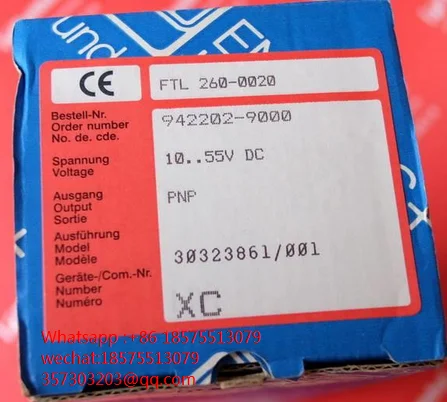 und
CE
FTL 260-0020
Bestell-Nr.
Order number
No. de cde.
942202-9000
Spannung
Voltage
10..55V DC
Ausgang
Output
Sortie
PNP
Ausführung
Model
Modèle
30323861/001
Geräte-/Com.-Nr.
Number
Numéro
XC
Whatsapp :+86 18575513079
wechat:18575513079
357303203@qq.com